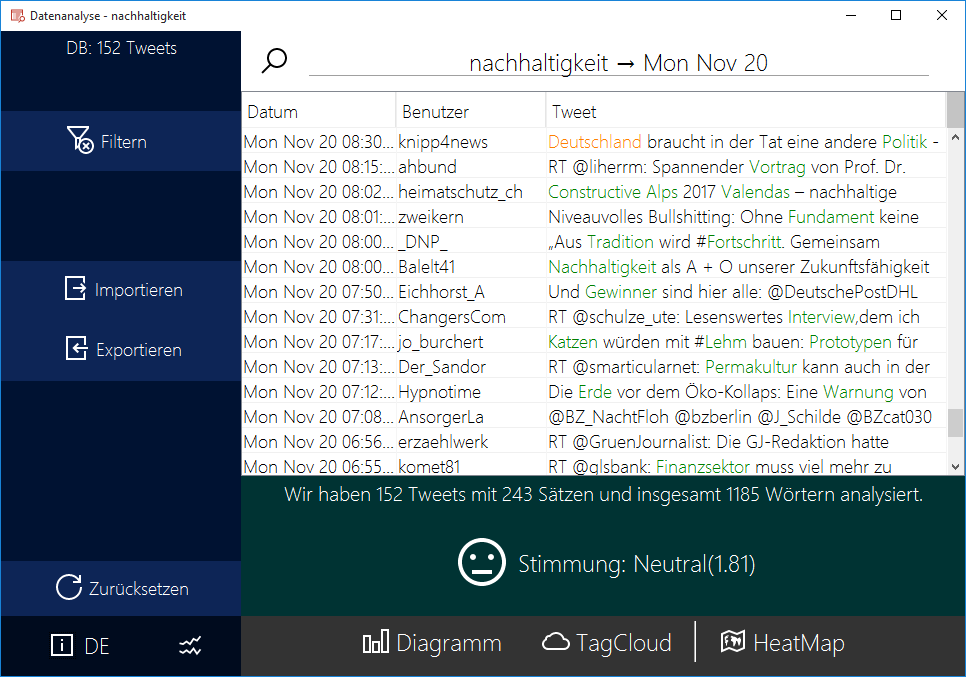 Datenanalyse - nachhaltigkeit
DB: 152 Tweets
Filtern
Importieren
Exportieren
Zurücksetzen
DE
nachhaltigkeit → Mon Nov 20
Datum Benutzer Tweet
Mon Nov 20 08:30... knipp4news Deutschland braucht in der Tat eine andere Politik -
Mon Nov 20 08:15:... ahbund RT @liherrm: Spannender Vortrag von Prof. Dr.
Mon Nov 20 08:02... heimatschutz_ch Constructive Alps 2017 Valendas – nachhaltige
Mon Nov 20 08:01:... zweikern Niveauvolles Bullshitting: Ohne Fundament keine
Mon Nov 20 08:00... _DNP_ „Aus Tradition wird #Fortschritt. Gemeinsam
Mon Nov 20 08:00... BaIeIt41 Nachhaltigkeit als A + O unserer Zukunftsfähigkeit
Mon Nov 20 07:50... Eichhorst_A Und Gewinner sind hier alle: @DeutschePostDHL
Mon Nov 20 07:31:... ChangersCom RT @schulze_ute: Lesenswertes Interview,dem ich
Mon Nov 20 07:17:... jo_burchert Katzen würden mit #Lehm bauen: Prototypen für
Mon Nov 20 07:13:... Der_Sandor RT @smarticularnet: Permakultur kann auch in der
Mon Nov 20 07:12:... Hypnotime Die Erde vor dem Öko-Kollaps: Eine Warnung von
Mon Nov 20 07:08... AnsorgerLa @BZ_NachtFloh @bzberlin @J_Schilde @BZcat030
Mon Nov 20 06:56... erzaehlwerk RT @GruenJournalist: Die GJ-Redaktion hatte
Mon Nov 20 06:55... komet81 RT @glsbank: Finanzsektor muss viel mehr zu
Wir haben 152 Tweets mit 243 Sätzen und insgesamt 1185 Wörtern analysiert.
Stimmung: Neutral(1.81)
Diagramm TagCloud HeatMap